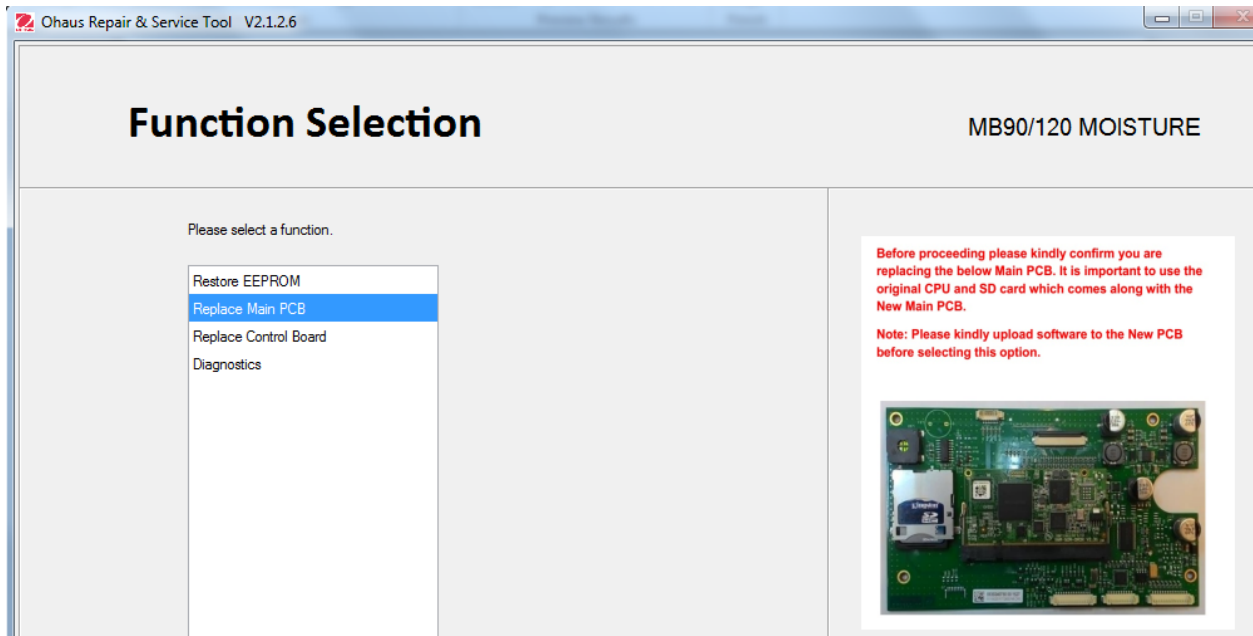 Ohaus Repair & Service Tool V2.1.2.6
Function Selection
MB90/120 MOISTURE
Please select a function.
Restore EEPROM
Replace Main PCB
Replace Control Board
Diagnostics
Before proceeding please kindly confirm you are
replacing the below Main PCB. It is important to use the
original CPU and SD card which comes along with the
New Main PCB.
Note: Please kindly upload software to the New PCB
before selecting this option.
Kingston